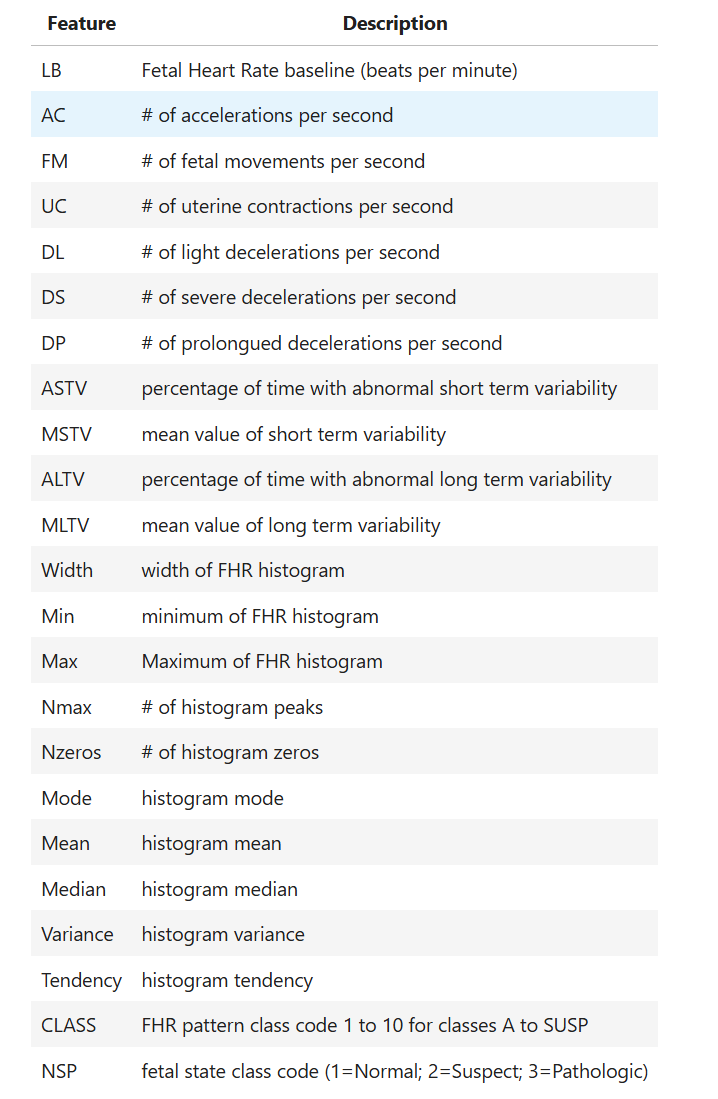 Feature Description
LB Fetal Heart Rate baseline (beats per minute)
AC # of accelerations per second
FM # of fetal movements per second
UC # of uterine contractions per second
DL # of light decelerations per second
DS # of severe decelerations per second
DP # of prolongued decelerations per second
ASTV percentage of time with abnormal short term variability
MSTV mean value of short term variability
ALTV percentage of time with abnormal long term variability
MLTV mean value of long term variability
Width width of FHR histogram
Min minimum of FHR histogram
Max Maximum of FHR histogram
Nmax # of histogram peaks
Nzeros # of histogram zeros
Mode histogram mode
Mean histogram mean
Median histogram median
Variance histogram variance
Tendency histogram tendency
CLASS FHR pattern class code 1 to 10 for classes A to SUSP
NSP fetal state class code (1=Normal; 2=Suspect; 3=Pathologic)